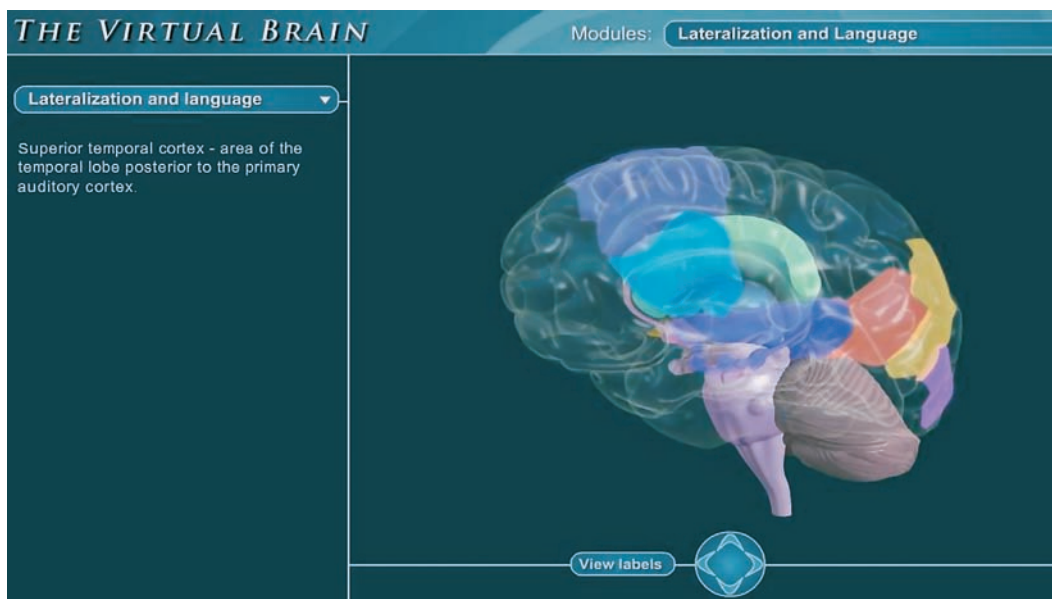 THE VIRTUAL BRAIN
Modules: Lateralization and Language
Lateralization and language
Superior temporal cortex - area of the
temporal lobe posterior to the primary
auditory cortex.
View labels